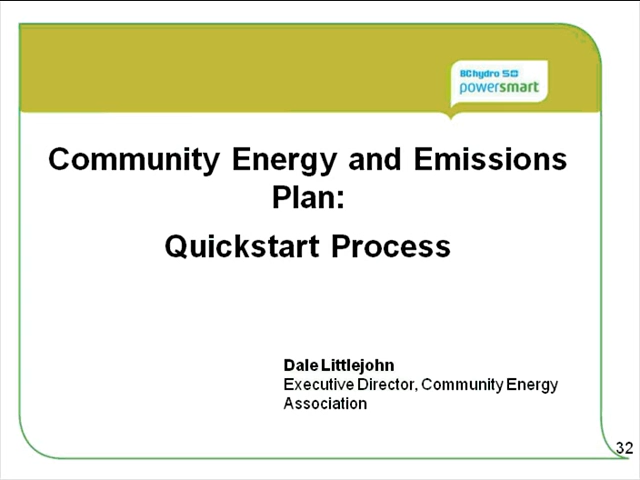 BChydro
powersmart
Community Energy and Emissions
Plan:
Quickstart Process
Dale Littlejohn
Executive Director, Community Energy
Association
32